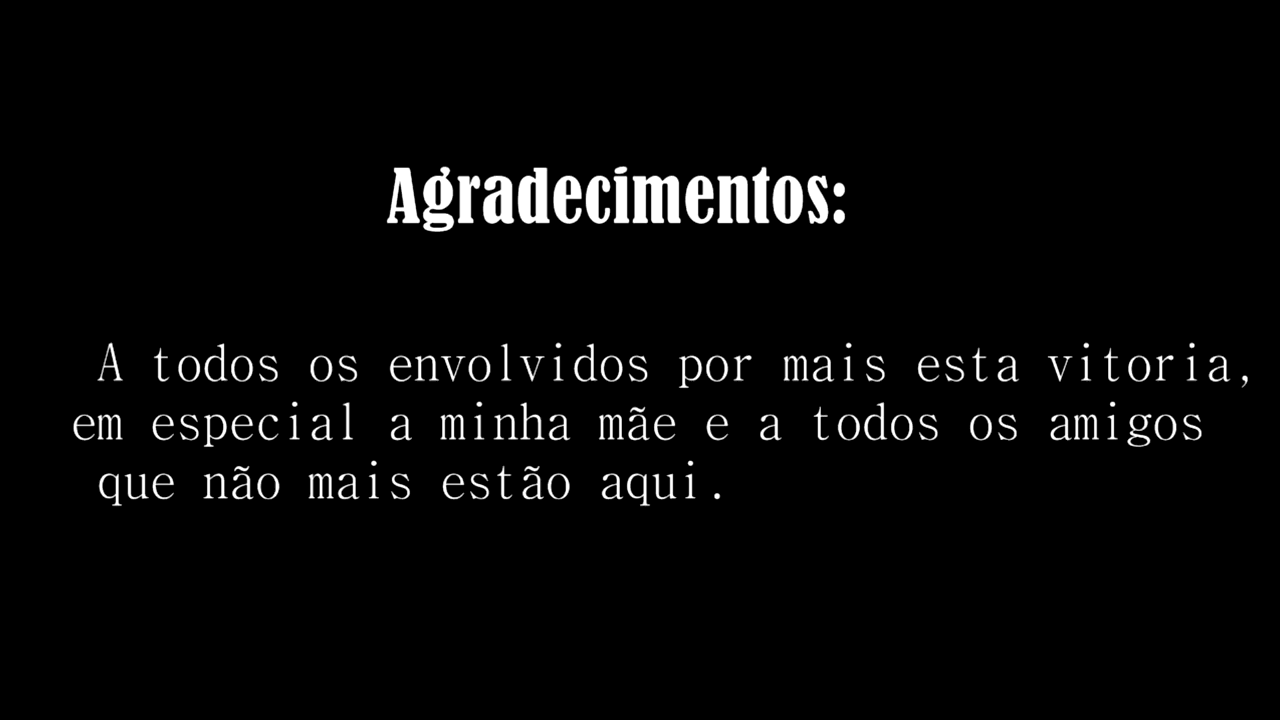 Agradecimentos:
A todos os envolvidos por mais esta vitoria,
em especial a minha mãe e a todos os amigos
que não mais estão aqui.